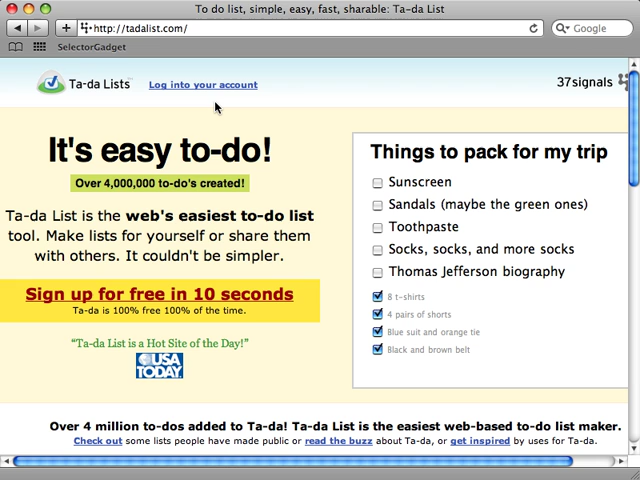 To do list, simple, easy, fast, sharable: Ta-da List
http://tadalist.com/
Google
SelectorGadget
Ta-da Lists
Log into your account
37signals
It's easy to-do!
Over 4,000,000 to-do's created!
Ta-da List is the web's easiest to-do list
tool. Make lists for yourself or share them
with others. It couldn't be simpler.
Sign up for free in 10 seconds
Ta-da is 100% free 100% of the time.
“Ta-da List is a Hot Site of the Day!”
USA
TODAY.
Things to pack for my trip
Sunscreen
Sandals (maybe the green ones)
Toothpaste
Socks, socks, and more socks
Thomas Jefferson biography
8 t-shirts
4 pairs of shorts
Blue suit and orange tie
Black and brown belt
Over 4 million to-dos added to Ta-da! Ta-da List is the easiest web-based to-do list maker.
Check out some lists people have made public or read the buzz about Ta-da, or get inspired by uses for Ta-da.